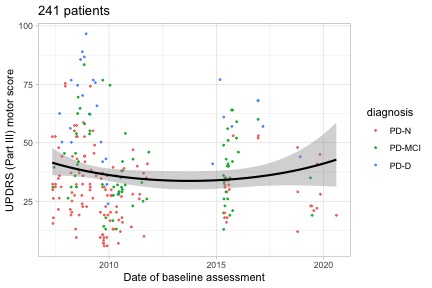 241 patients
UPDRS (Part III) motor score
100
75
50
25
2010
2015
2020
Date of baseline assessment
diagnosis
PD-N
PD-MCI
PD-D